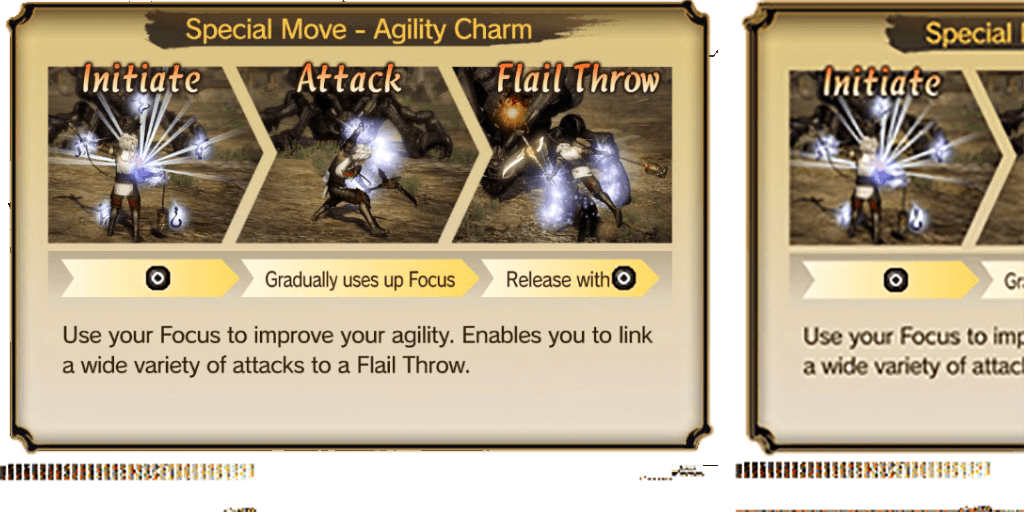 Special Move - Agility Charm
Initiate Attack Flail Throw
Gradually uses up Focus Release with
Use your Focus to improve your agility. Enables you to link
a wide variety of attacks to a Flail Throw.
Special
Initiate
Use your Focus to imp
a wide variety of attac